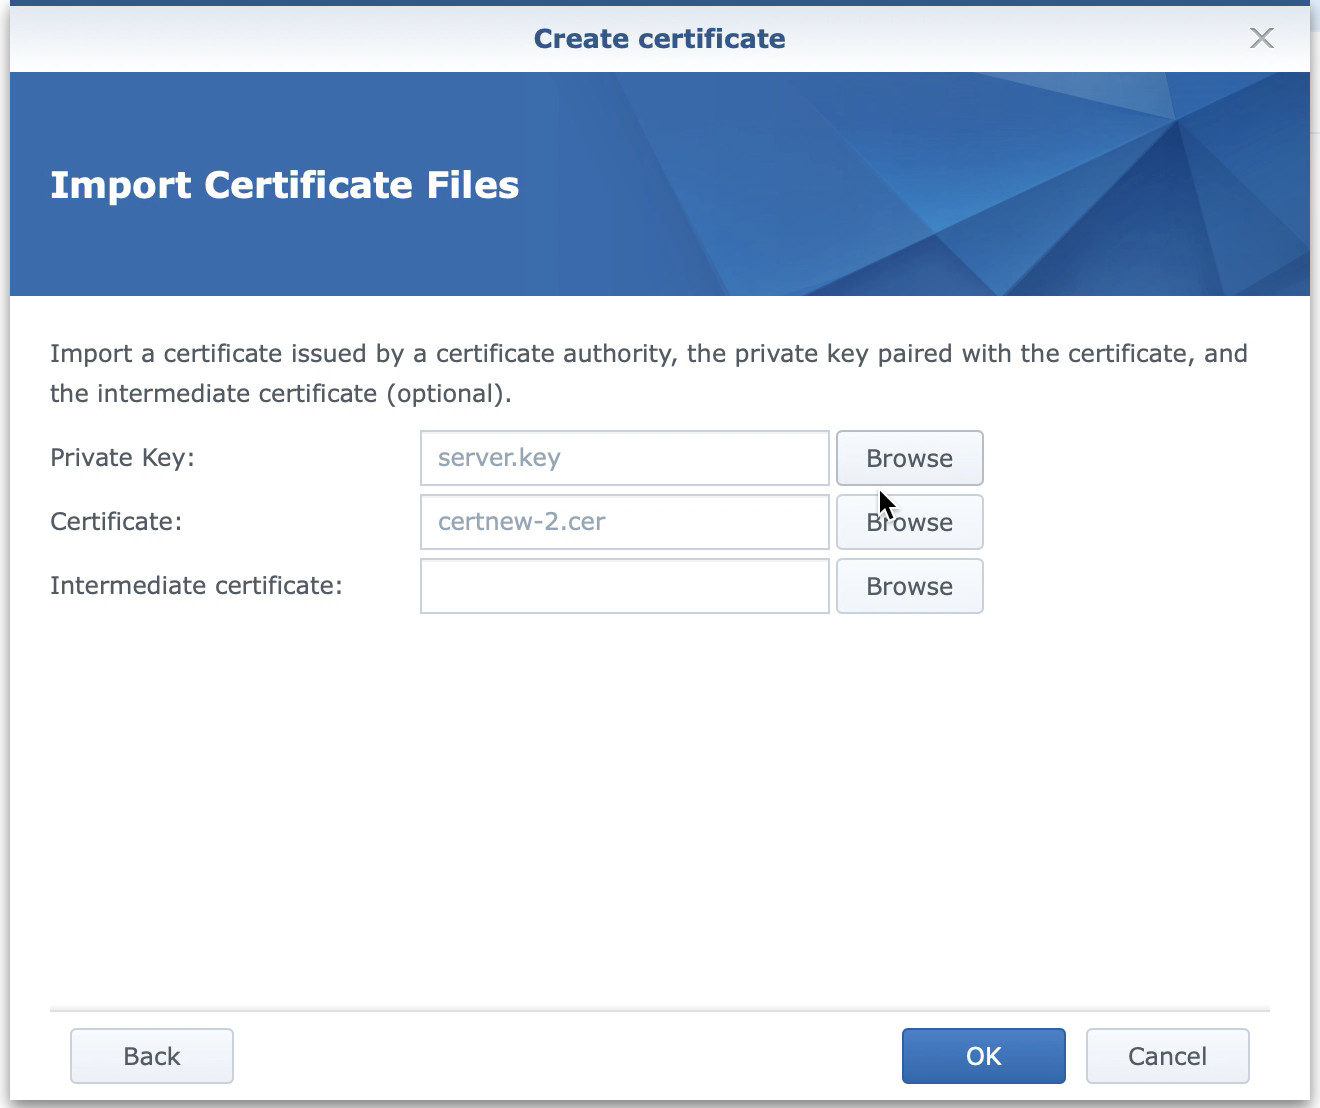 Create certificate
Import Certificate Files
Import a certificate issued by a certificate authority, the private key paired with the certificate, and
the intermediate certificate (optional).
Private Key: server.key Browse
Certificate: certnew-2.cer Browse
Intermediate certificate: Browse
Back OK Cancel